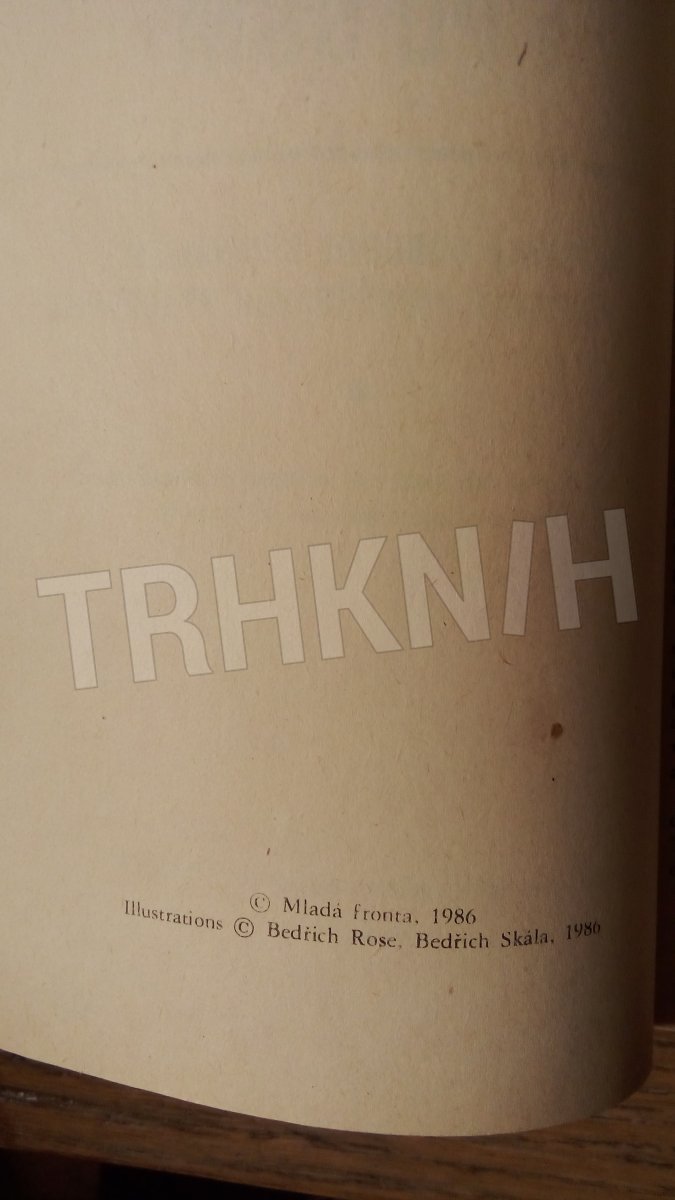 TRHKNIH
© Mladá fronta, 1986
Illustrations © Bedřich Rose, Bedřich Skála, 1986